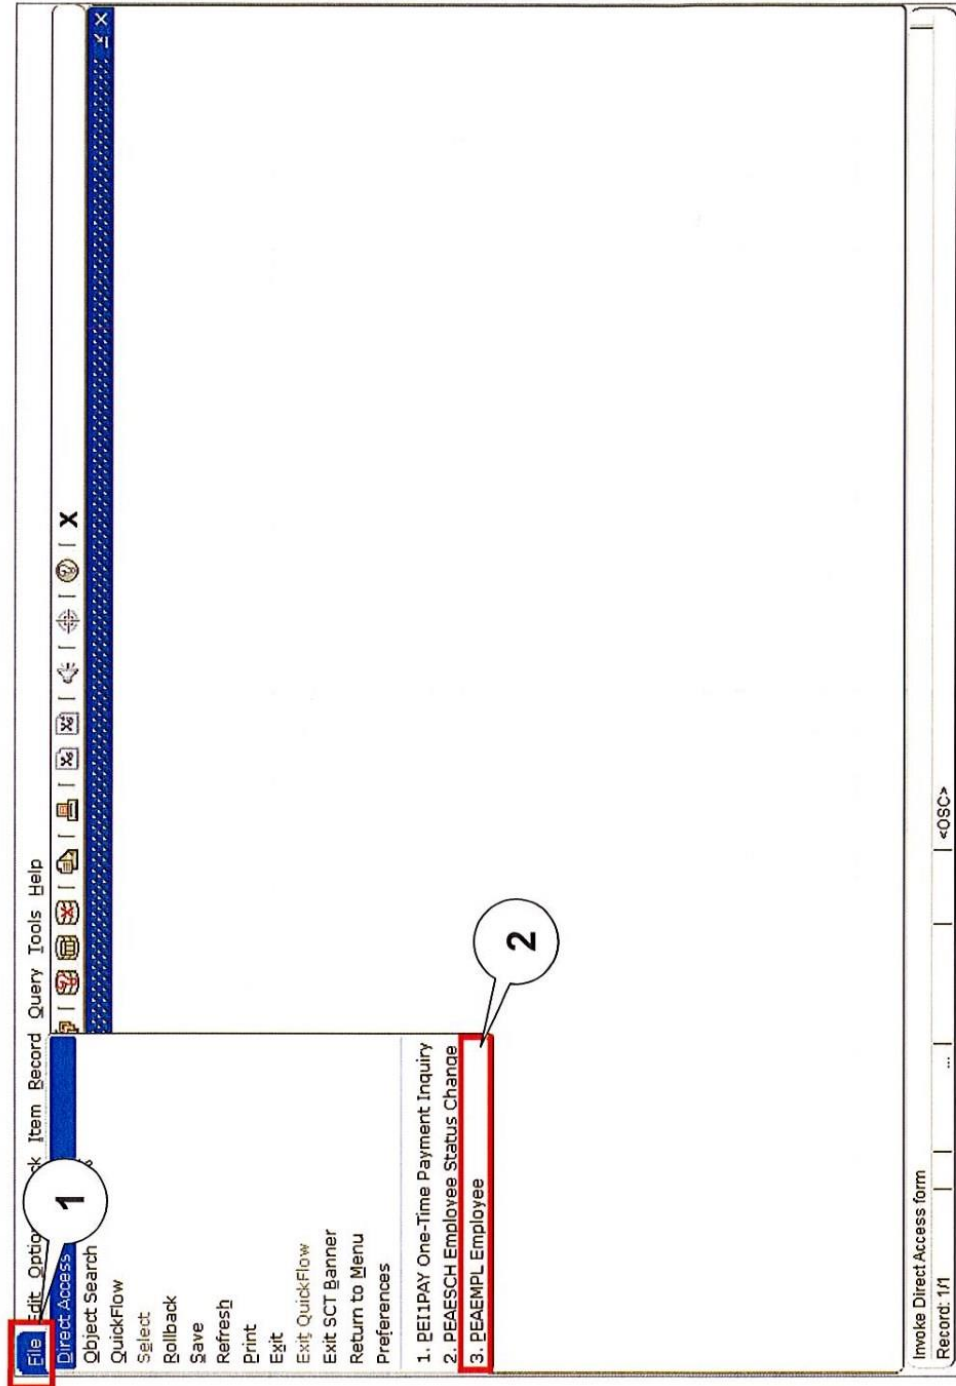 File Edit Item Record Query Tools Help
X
1
Direct Access
Object Search
QuickFlow
Select
Rollback
Save
Refresh
Print
Exit
Exit QuickFlow
Exit SCT Banner
Return to Menu
Preferences
1. PEI1PAY One-Time Payment Inquiry
2. PEAESCH Employee Status Change
3. PEAEMPL Employee
2
Invoke Direct Access form
Record: 1/1 ... <OSC>